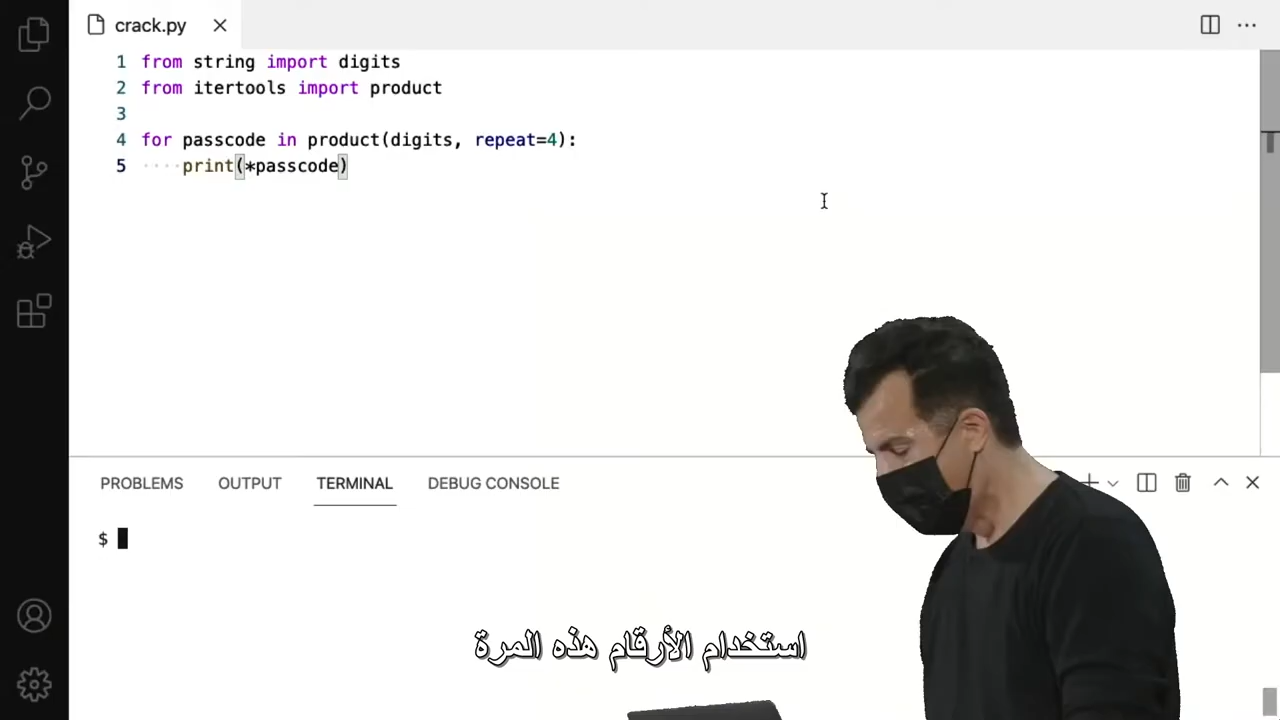 crack.py
1 from string import digits
2 from itertools import product
3
4 for passcode in product(digits, repeat=4):
5 ····print(*passcode)
PROBLEMS OUTPUT TERMINAL DEBUG CONSOLE
$
استخدام الأرقام هذه المرة